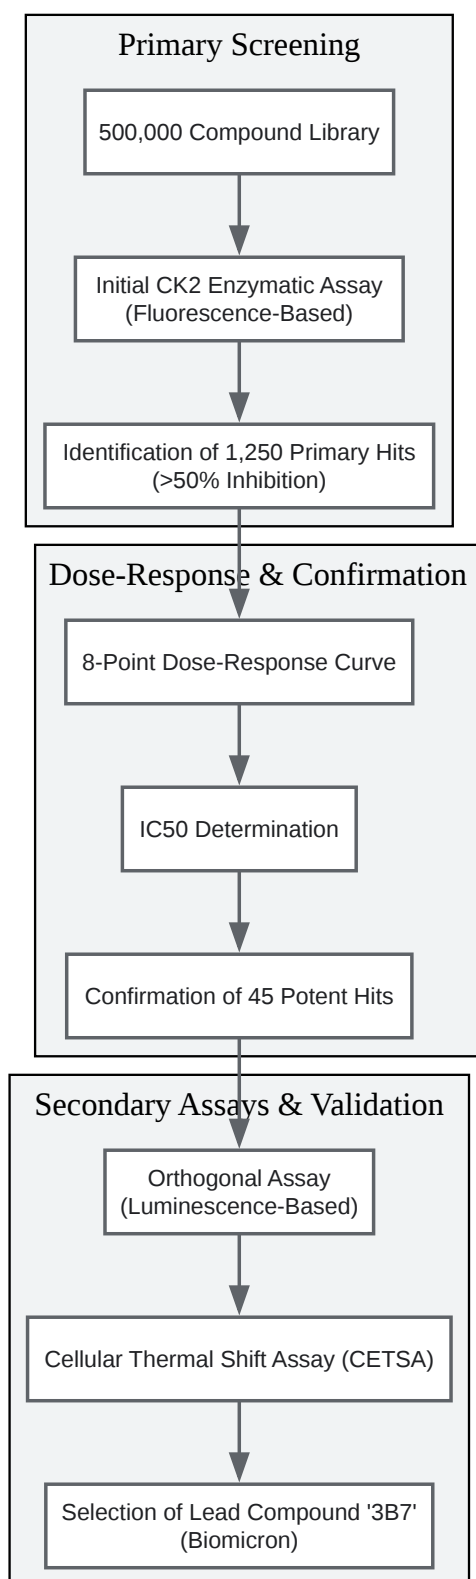 Primary Screening
500,000 Compound Library
Initial CK2 Enzymatic Assay
(Fluorescence-Based)
Identification of 1,250 Primary Hits
(>50% Inhibition)
Dose-Response & Confirmation
8-Point Dose-Response Curve
IC50 Determination
Confirmation of 45 Potent Hits
Secondary Assays & Validation
Orthogonal Assay
(Luminescence-Based)
Cellular Thermal Shift Assay (CETSA)
Selection of Lead Compound '3B7'
(Biomicron)